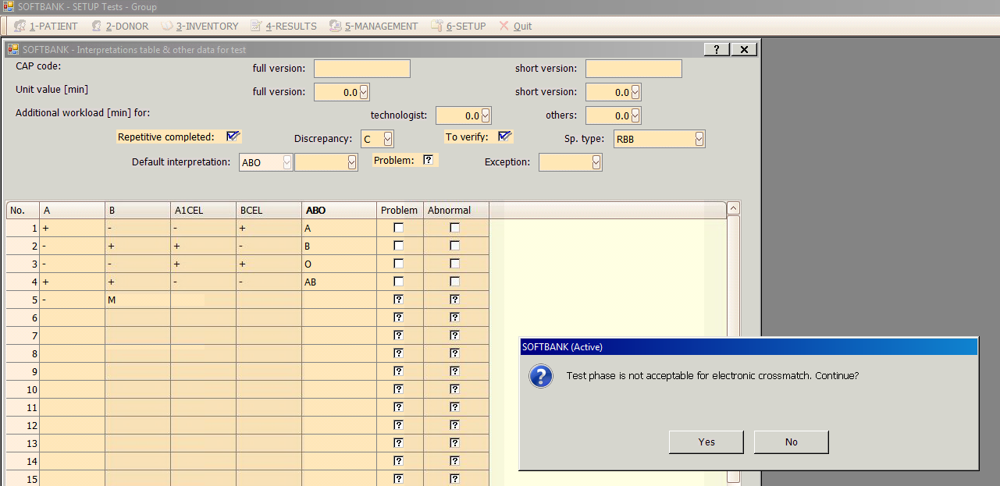 SOFTBANK - SETUP Tests - Group
1-PATIENT 2-DONOR 3-INVENTORY 4-RESULTS 5-MANAGEMENT 6-SETUP Quit
SOFTBANK - Interpretations table & other data for test ?
CAP code: full version: short version:
Unit value [min] full version: 0.0 short version: 0.0
Additional workload [min] for: technologist: 0.0 others: 0.0
Repetitive completed: Discrepancy: C To verify: Sp. type: RBB
Default interpretation: ABO Problem: ? Exception:
No. A B A1CEL BCEL ABO Problem Abnormal
1 + - - + A
2 - + + - B
3 - - + + O
4 + + - - AB
5 - M ? ?
6 ? ?
7 ? ?
8 ? ?
9 ? ?
10 ? ?
11 ? ?
12 ? ?
13 ? ?
14 ? ?
15 ? ?
SOFTBANK (Active)
? Test phase is not acceptable for electronic crossmatch. Continue?
Yes No